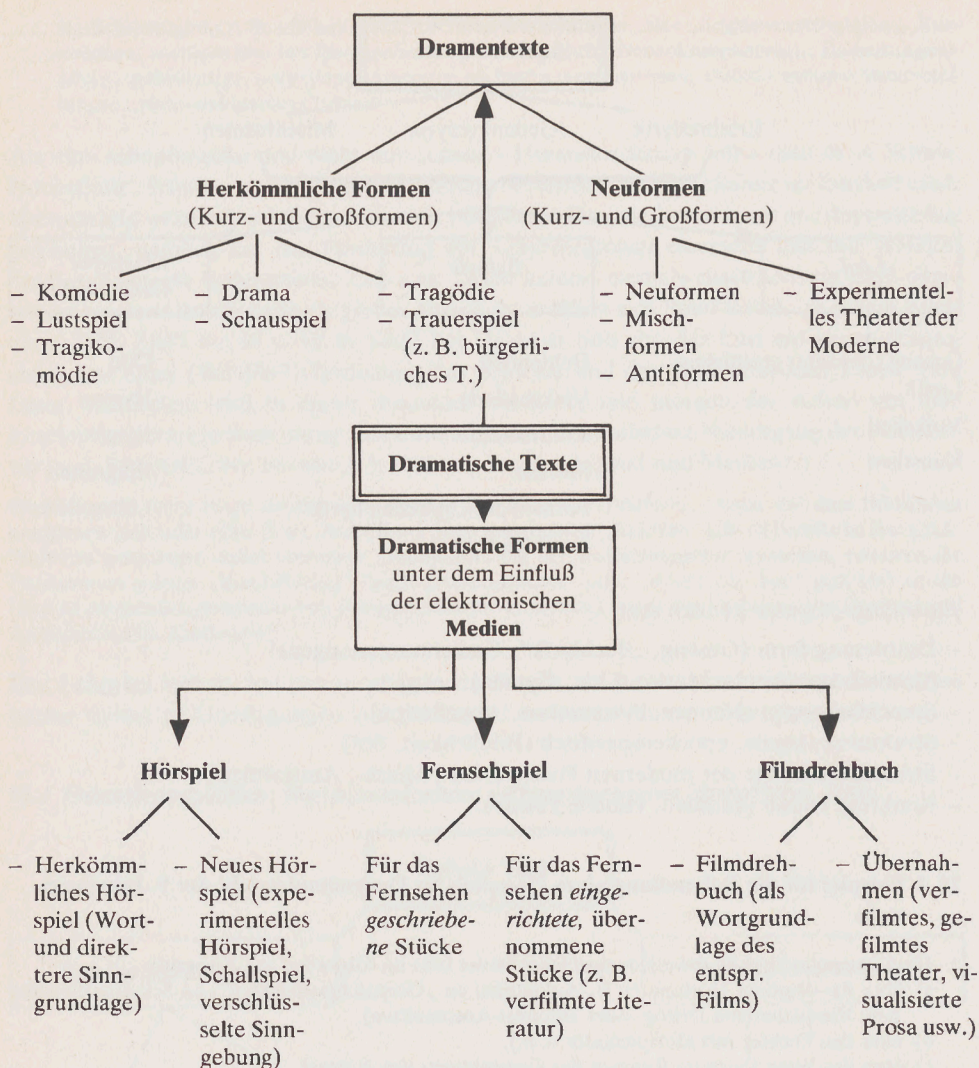 Dramentexte
Herkömmliche Formen
(Kurz- und Großformen)
Neuformen
(Kurz- und Großformen)
– Komödie
– Lustspiel
– Tragiko-
mödie
– Drama
– Schauspiel
– Tragödie
Trauerspiel
(z. B. bürgerli-
ches T.)
– Neuformen
– Misch-
formen
– Antiformen
– Experimentel-
les Theater der
Moderne
Dramatische Texte
Dramatische Formen
unter dem Einfluß
der elektronischen
Medien
Hörspiel
Fernsehspiel
Filmdrehbuch
– Herkömm-
liches Hör-
spiel (Wort-
und direk-
tere Sinn-
grundlage)
– Neues Hör-
spiel (expe-
rimentelles
Hörspiel,
Schallspiel,
verschlüs-
selte Sinn-
gebung)
Für das
Fernsehen
geschriebe-
ne Stücke
Für das Fern-
sehen einge-
richtete, über-
nommene
Stücke (z. B.
verfilmte Lite-
ratur)
– Filmdreh-
buch (als
Wortgrund-
lage des
entspr.
Films)
– Übernah-
men (ver-
filmtes, ge-
filmtes
Theater, vi-
sualisierte
Prosa usw.)